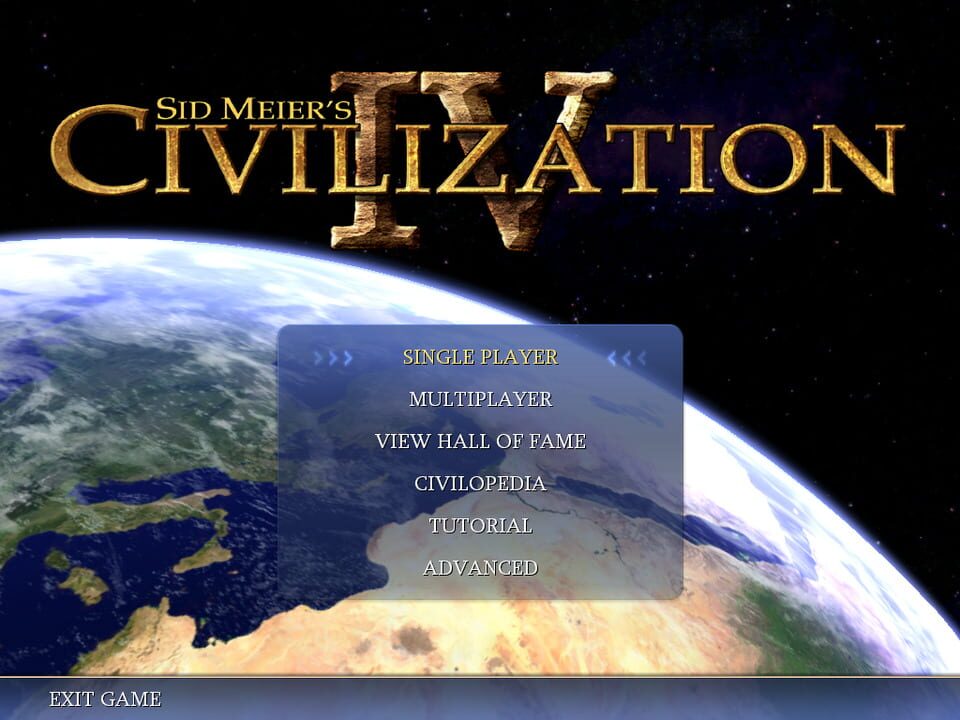 SID MEIER'S
CIVILIZATION
IV
SINGLE PLAYER
MULTIPLAYER
VIEW HALL OF FAME
CIVILOPEDIA
TUTORIAL
ADVANCED
EXIT GAME